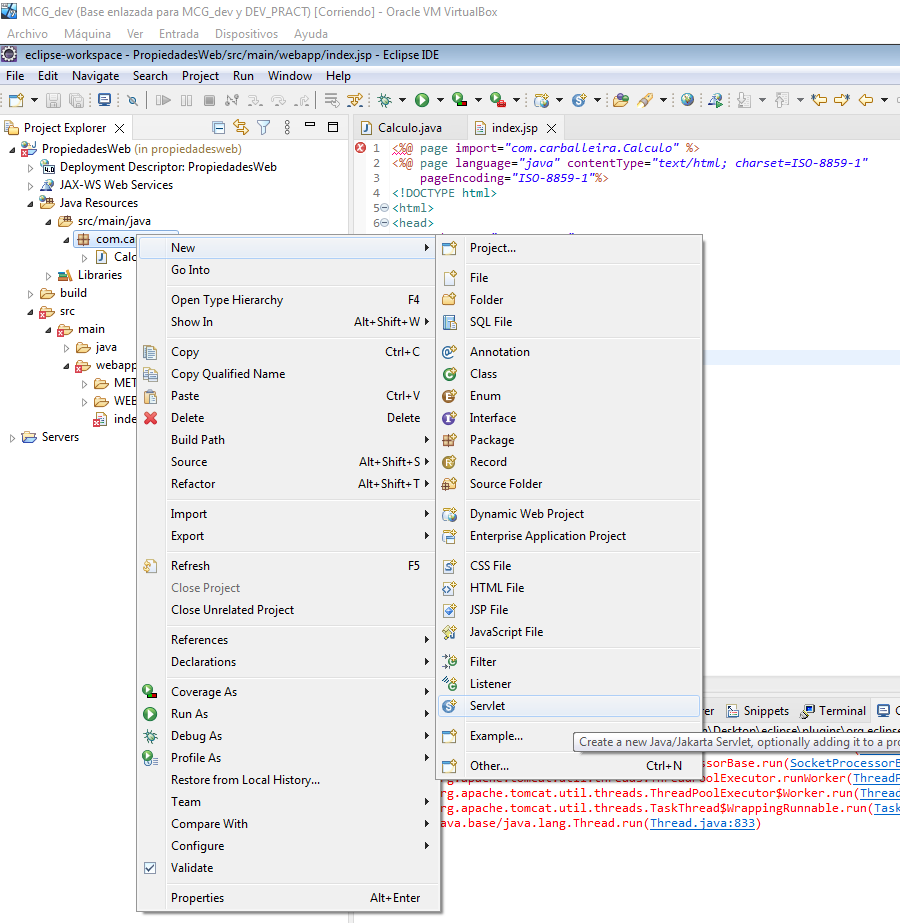 MCG_dev (Base enlazada para MCG_dev y DEV_PRACT) [Corriendo] - Oracle VM VirtualBox
Archivo Máquina Ver Entrada Dispositivos Ayuda
eclipse-workspace - PropiedadesWeb/src/main/webapp/index.jsp - Eclipse IDE
File Edit Navigate Search Project Run Window Help
Project Explorer
Calculo.java
index.jsp
PropiedadesWeb (in propiedadesweb)
Deployment Descriptor: PropiedadesWeb
JAX-WS Web Services
Java Resources
src/main/java
com.ca
Calc
Libraries
build
src
main
java
webapp
MET
WEB
inde
Servers
1 <%@ page import="com.carballeira.Calculo" %>
2 <%@ page language="java" contentType="text/html; charset=ISO-8859-1"
3 pageEncoding="ISO-8859-1"%>
4 <!DOCTYPE html>
5 <html>
6 <head>
New
Go Into
Open Type Hierarchy F4
Show In Alt+Shift+W
Copy Ctrl+C
Copy Qualified Name
Paste Ctrl+V
Delete Delete
Build Path
Source Alt+Shift+S
Refactor Alt+Shift+T
Import
Export
Refresh F5
Close Project
Close Unrelated Project
References
Declarations
Coverage As
Run As
Debug As
Profile As
Restore from Local History...
Team
Compare With
Configure
Validate
Properties Alt+Enter
Project...
File
Folder
SQL File
Annotation
Class
Enum
Interface
Package
Record
Source Folder
Dynamic Web Project
Enterprise Application Project
CSS File
HTML File
JSP File
JavaScript File
Filter
Listener
Servlet
Example...
Other... Ctrl+N
Create a new Java/Jakarta Servlet, optionally adding it to a pro
er Snippets Terminal C
\Desktop\eclipse\plugins\org.eclipse
ssorBase.run(SocketProcessorB
rg.apache.tomcat.util.threads.ThreadPoolExecutor.runWorker(ThreadP
rg.apache.tomcat.util.threads.ThreadPoolExecutor$Worker.run(Thread
rg.apache.tomcat.util.threads.TaskThread$WrappingRunnable.run(Task
ava.base/java.lang.Thread.run(Thread.java:833)